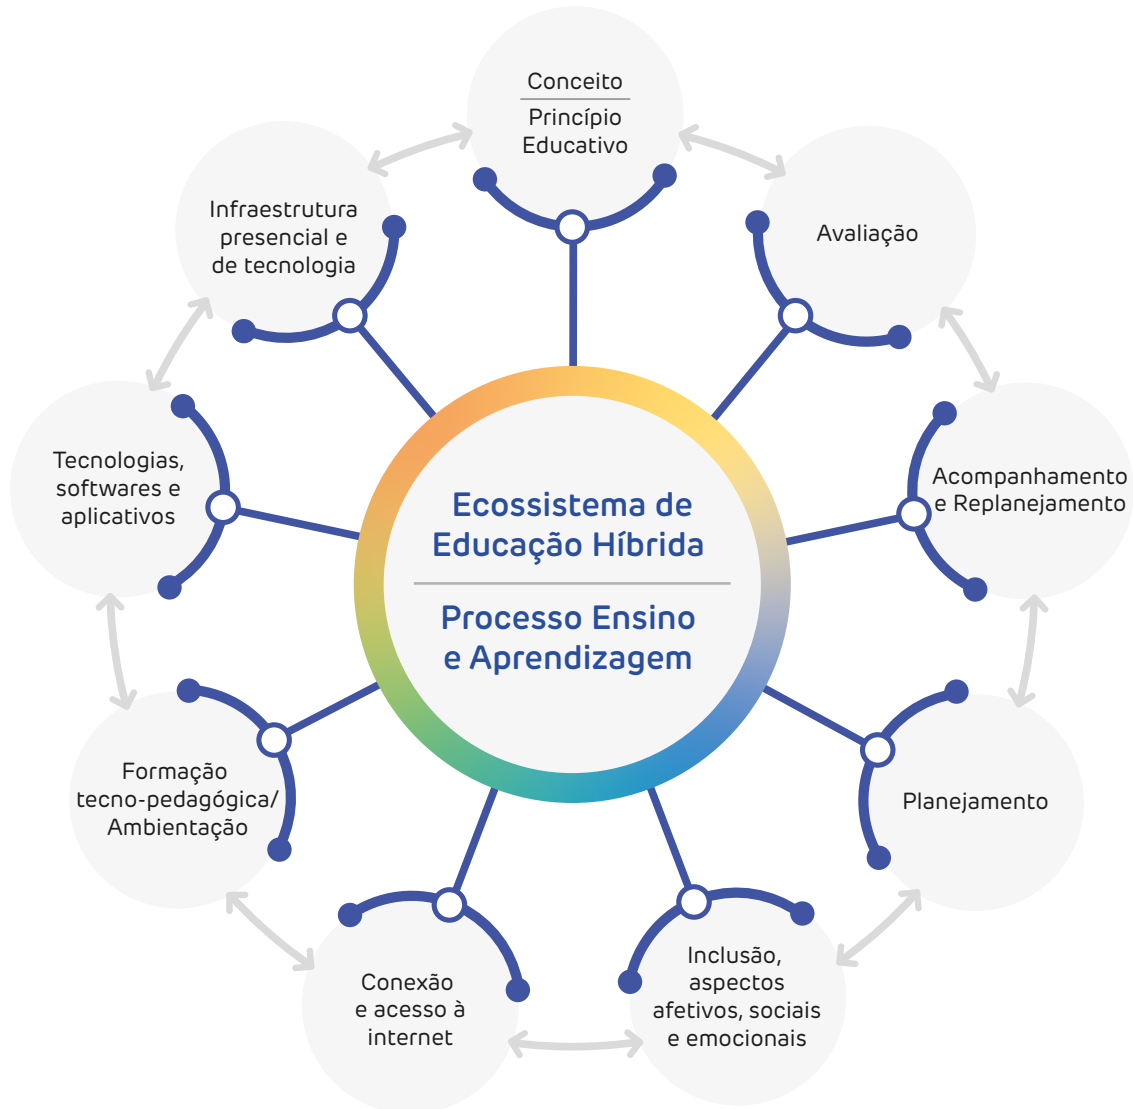 Conceito
Princípio
Educativo
Avaliação
Acompanhamento
e Replanejamento
Planejamento
Inclusão,
aspectos
afetivos, sociais
e emocionais
Conexão
e acesso à
internet
Formação
tecno-pedagógica/
Ambientação
Tecnologias,
softwares e
aplicativos
Infraestrutura
presencial e
de tecnologia
Ecossistema de
Educação Híbrida
Processo Ensino
e Aprendizagem